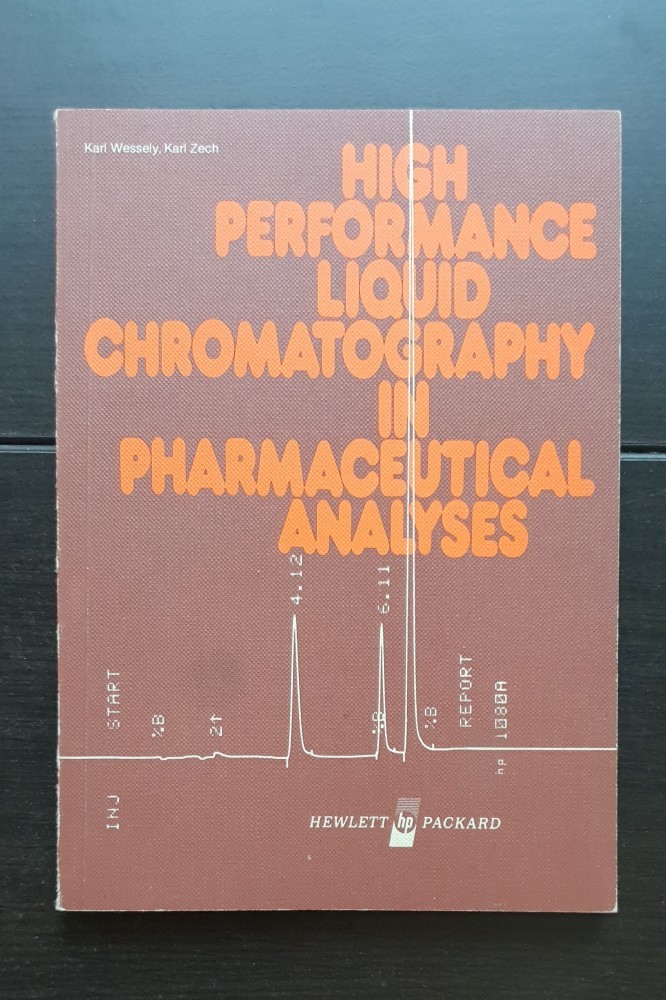 Karl Wessely, Karl Zech
HIGH
PERFORMANCE
LIQUID
CHROMATOGRAPHY
IN
PHARMACEUTICAL
ANALYSES
4.12
6.11
START
%B
2↑
%B
%B
REPORT
hp 1080A
INJ
HEWLETT hp PACKARD